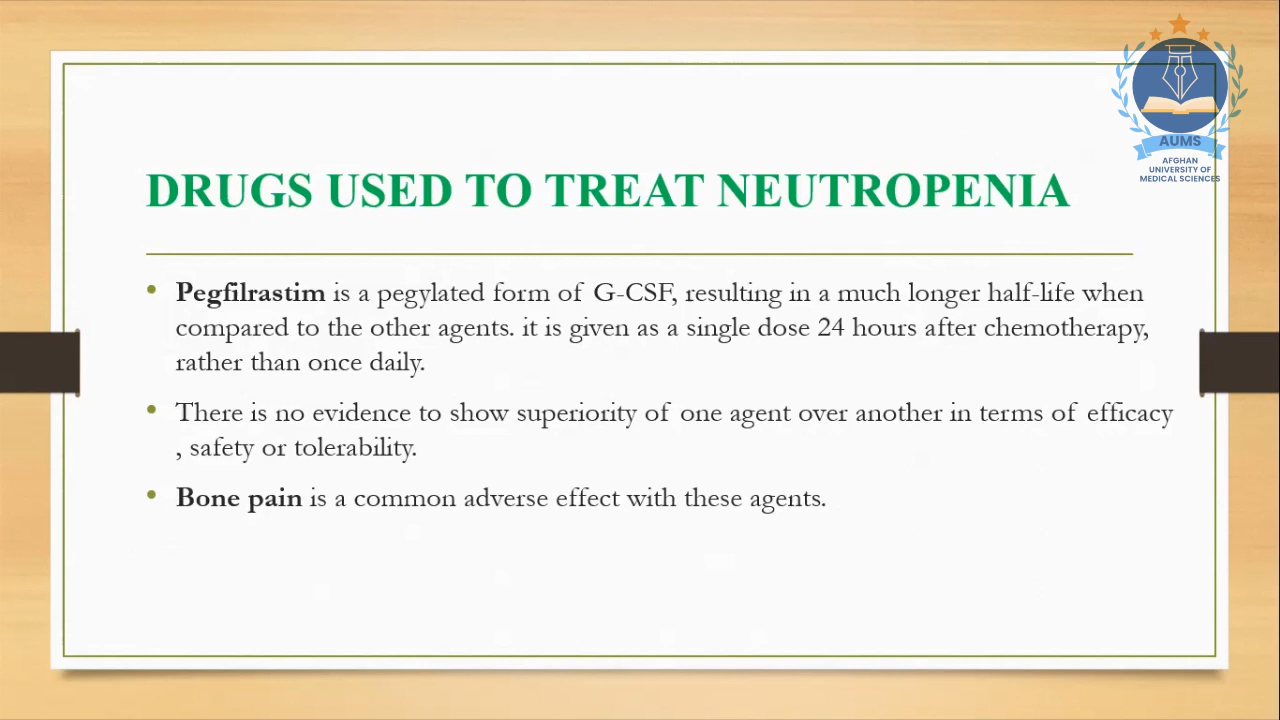 AUMS
AFGHAN
UNIVERSITY OF
MEDICAL SCIENCES
DRUGS USED TO TREAT NEUTROPENIA
• Pegfilrastim is a pegylated form of G-CSF, resulting in a much longer half-life when
compared to the other agents. it is given as a single dose 24 hours after chemotherapy,
rather than once daily.
• There is no evidence to show superiority of one agent over another in terms of efficacy
, safety or tolerability.
• Bone pain is a common adverse effect with these agents.